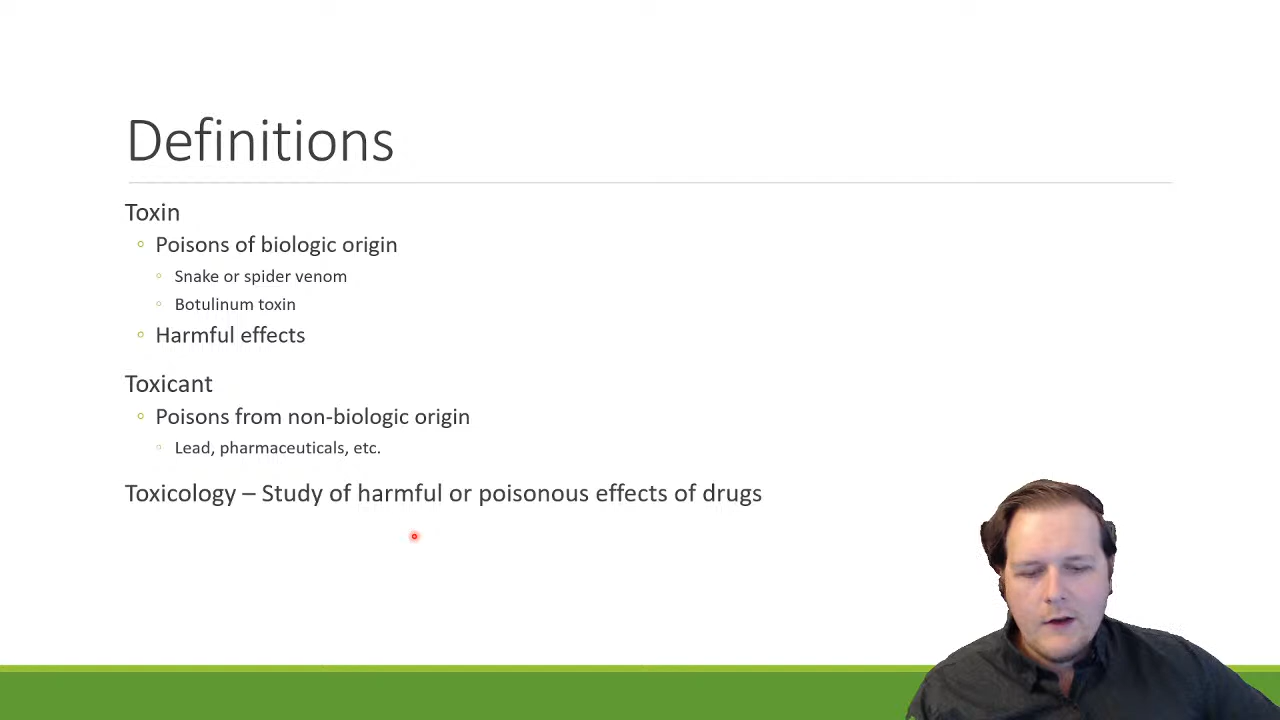 Definitions
Toxin
Poisons of biologic origin
Snake or spider venom
Botulinum toxin
Harmful effects
Toxicant
Poisons from non-biologic origin
Lead, pharmaceuticals, etc.
Toxicology – Study of harmful or poisonous effects of drugs